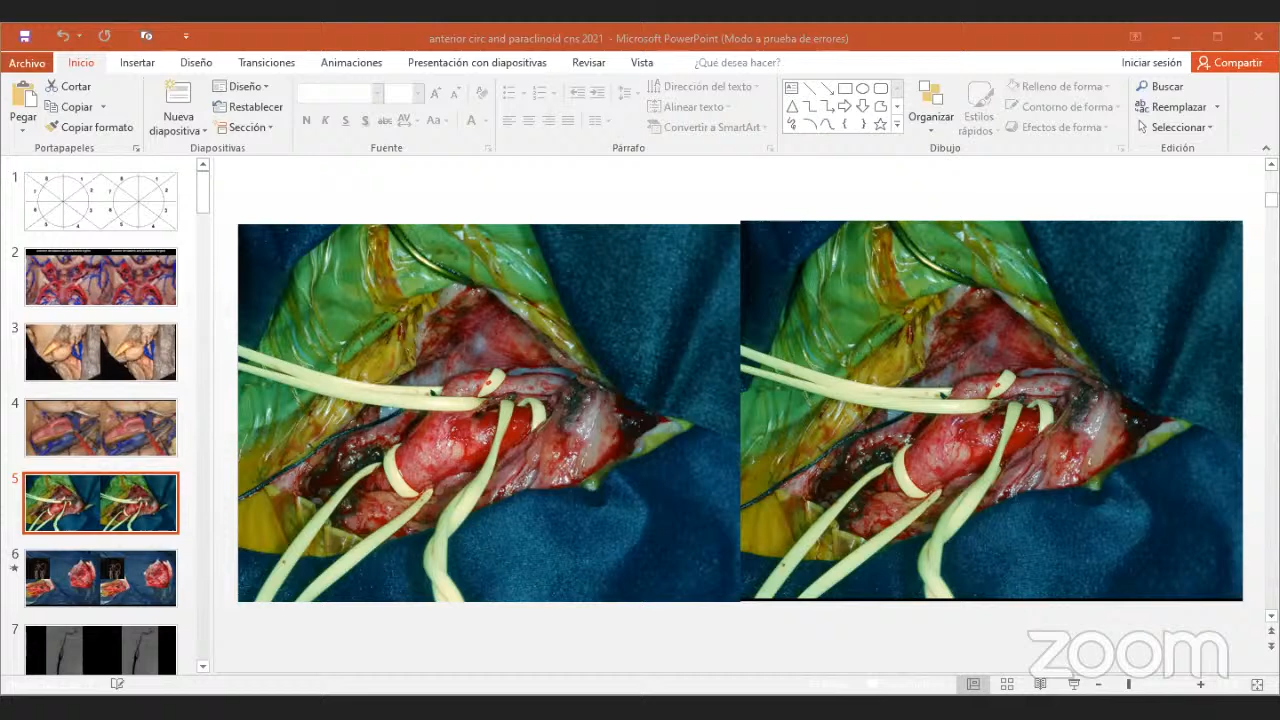 anterior circ and paraclinoid cns 2021 - Microsoft PowerPoint (Modo a prueba de errores)
Archivo Inicio Insertar Diseño Transiciones Animaciones Presentación con diapositivas Revisar Vista ¿Qué desea hacer? Iniciar sesión Compartir
Pegar
Cortar
Copiar
Copiar formato
Portapapeles
Nueva diapositiva
Diseño
Restablecer
Sección
Diapositivas
N K S S abc AV Aa A
Fuente
Dirección del texto
Alinear texto
Convertir a SmartArt
Párrafo
Organizar
Estilos rápidos
Relleno de forma
Contorno de forma
Efectos de forma
Dibujo
Buscar
Reemplazar
Seleccionar
Edición
1
2
3
4
5
6
7
zoom